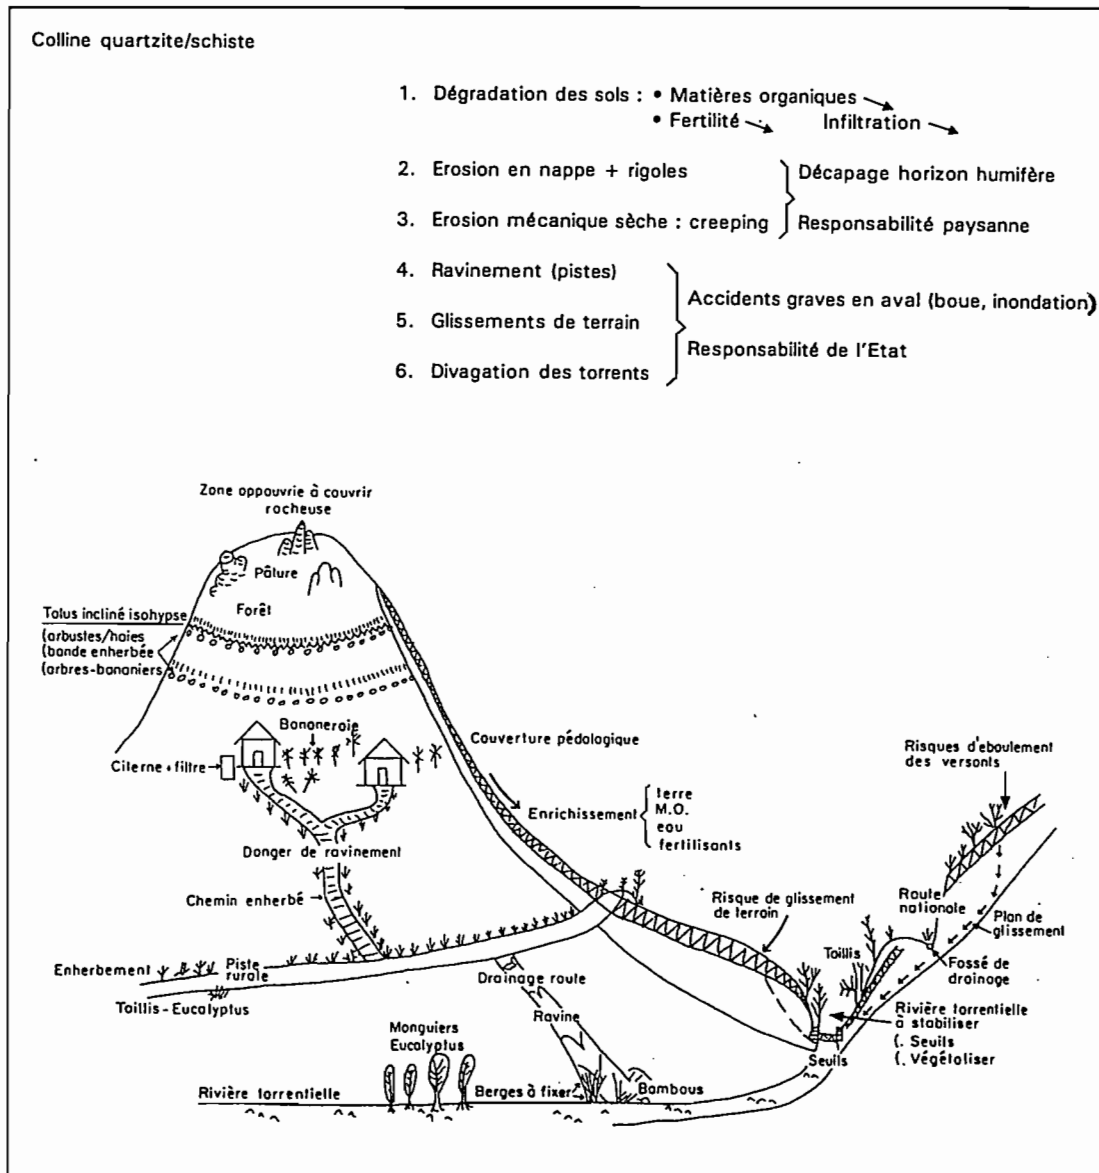 Colline quartzite/schiste
1. Dégradation des sols : • Matières organiques
• Fertilité Infiltration
2. Erosion en nappe + rigoles
Décapage horizon humifère
3. Erosion mécanique sèche : creeping
Responsabilité paysanne
4. Ravinement (pistes)
Accidents graves en aval (boue, inondation)
5. Glissements de terrain
Responsabilité de l'Etat
6. Divagation des torrents
Zone oppouvrie à couvrir
rocheuse
Pâture
Forêt
Talus incliné isohypse
(arbustes/haies
(bande enherbée
(arbres-bananiers
Bananeraie
Citerne + filtre
Danger de ravinement
Chemin enherbé
Couverture pédologique
Enrichissement
terre
M.O.
eau
fertilisants
Risques d'eboulement
des versants
Risque de glissement
de terrain
Route
nationale
Plan de
glissement
Toillis
Fossé de
drainage
Enherbement
Piste
rurale
Toillis - Eucalyptus
Drainage route
Ravine
Rivière torrentielle
à stabiliser
(. Seuils
(. Végétaliser
Seuils
Monguiers
Eucalyptus
Rivière torrentielle
Berges à fixer
Bambous